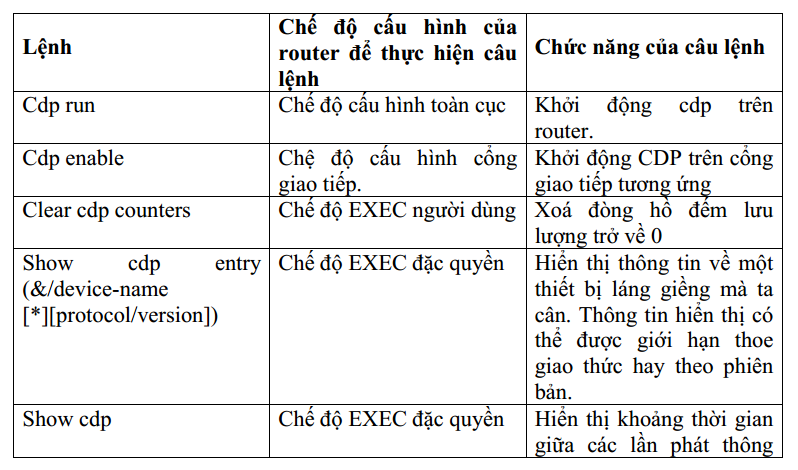 Lệnh
Chế độ cấu hình của
router để thực hiện câu
lệnh
Chức năng của câu lệnh
Cdp run
Chế độ cấu hình toàn cục
Khởi động cdp trên
router.
Cdp enable
Chệ độ cấu hình cổng
giao tiếp.
Khởi động CDP trên cổng
giao tiếp tương ứng
Clear cdp counters
Chế độ EXEC người dùng
Xoá đòng hồ đếm lưu
lượng trở về 0
Show cdp entry
(&/device-name
[*][protocol/version])
Chế độ EXEC đặc quyền
Hiển thị thông tin về một
thiết bị láng giềng mà ta
cân. Thông tin hiển thị có
thể được giới hạn thoe
giao thức hay theo phiên
bản.
Show cdp
Chế độ EXEC đặc quyền
Hiển thị khoảng thời gian
giữa các lần phát thông